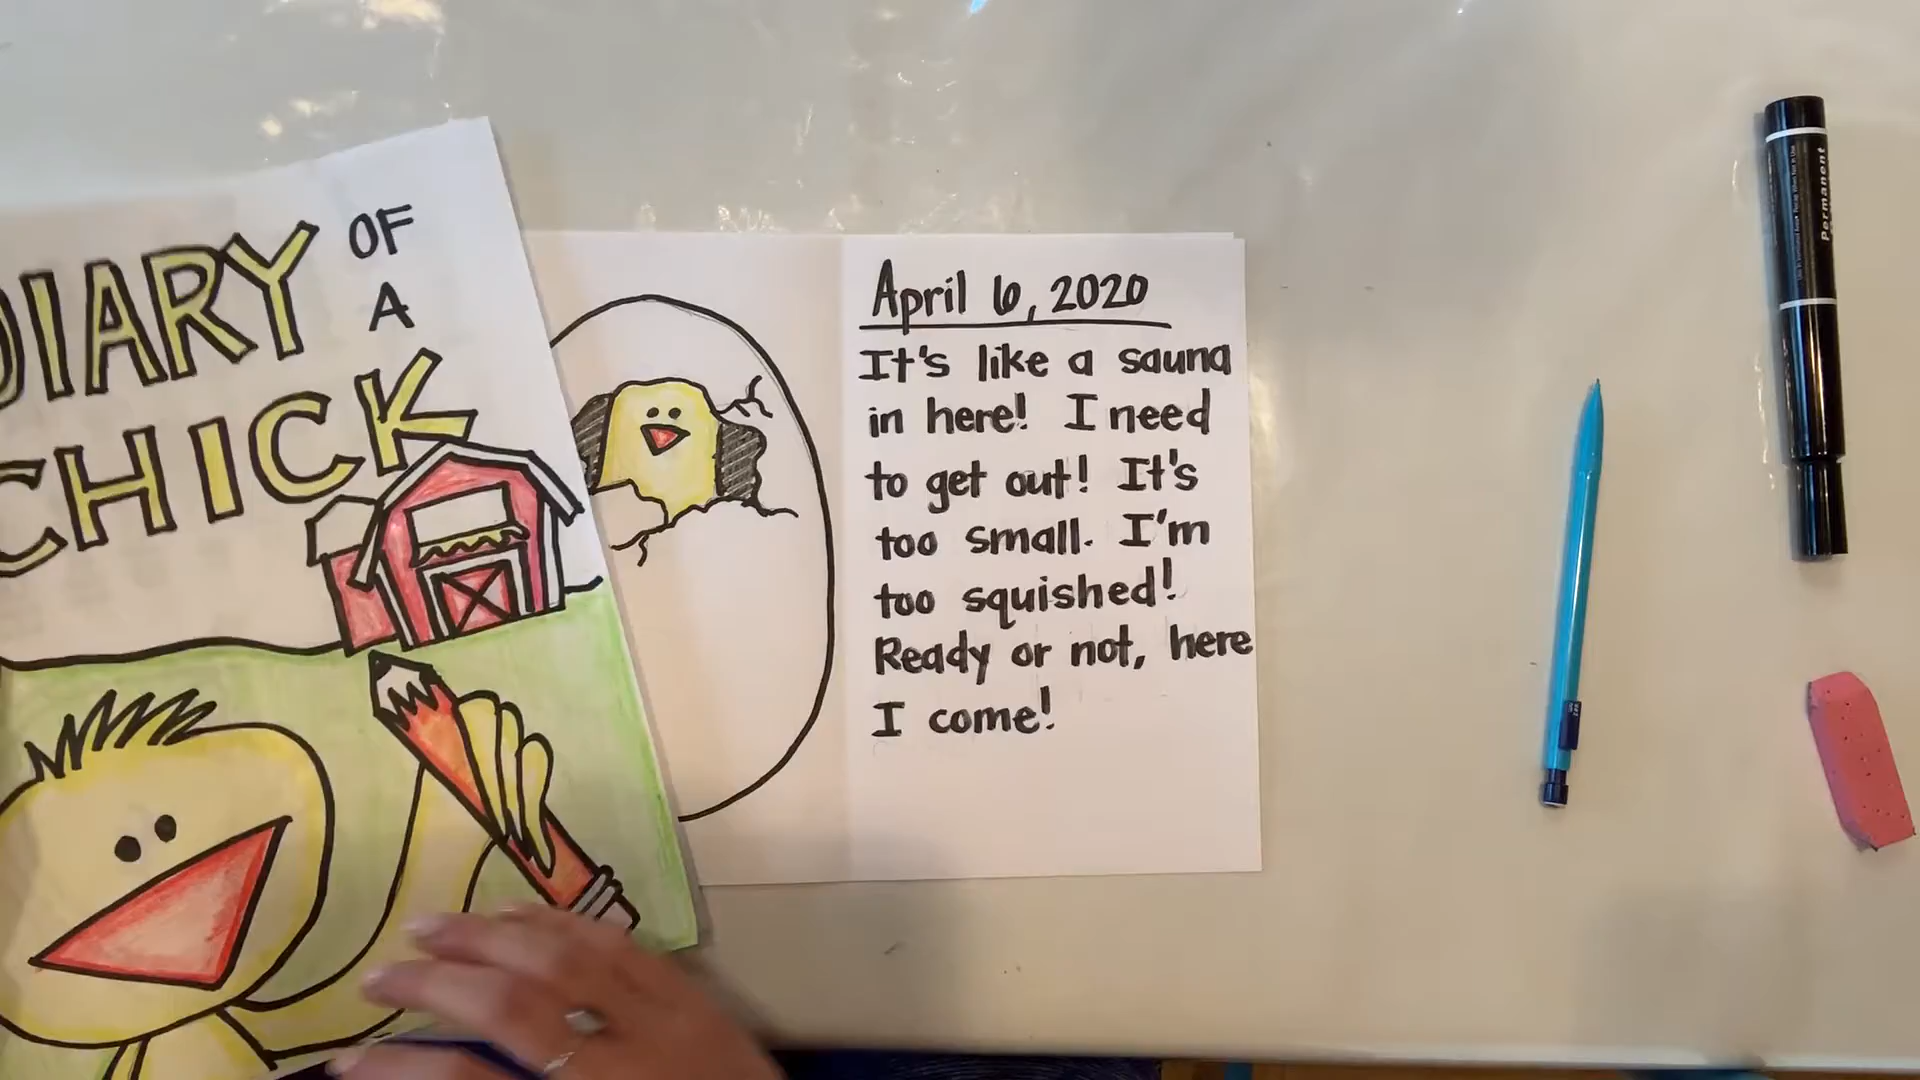 DIARY OF
A
CHICK
April 6, 2020
It's like a sauna
in here! I need
to get out! It's
too small. I'm
too squished!
Ready or not, here
I come!
Permanent